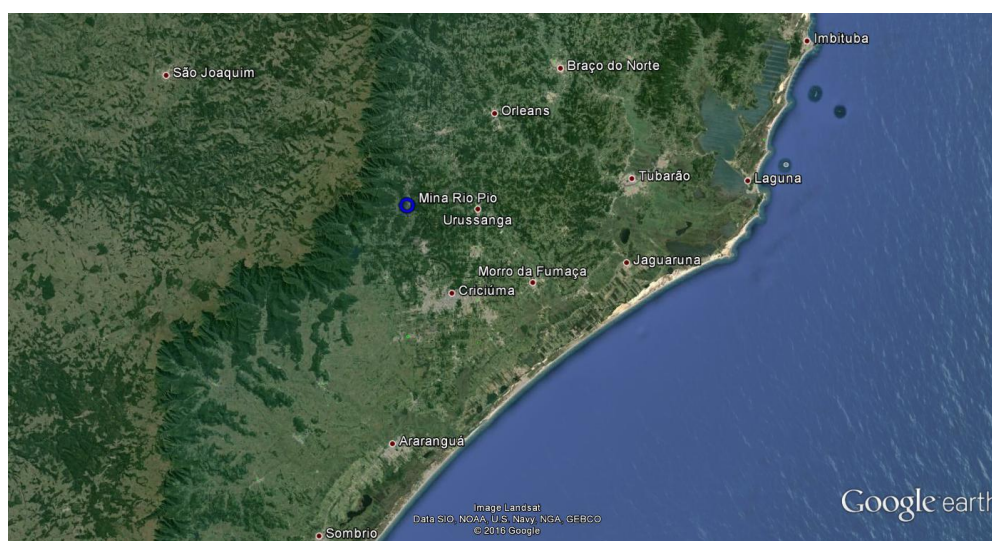 Imbituba
Braço do Norte
São Joaquim
Orleans
Tubarão
Laguna
Mina Rio Pio
Urussanga
Jaguaruna
Morro da Fumaça
Criciúma
Araranguá
Image Landsat
Data SIO, NOAA, U.S. Navy, NGA, GEBCO
© 2016 Google
Google earth
Sombrio